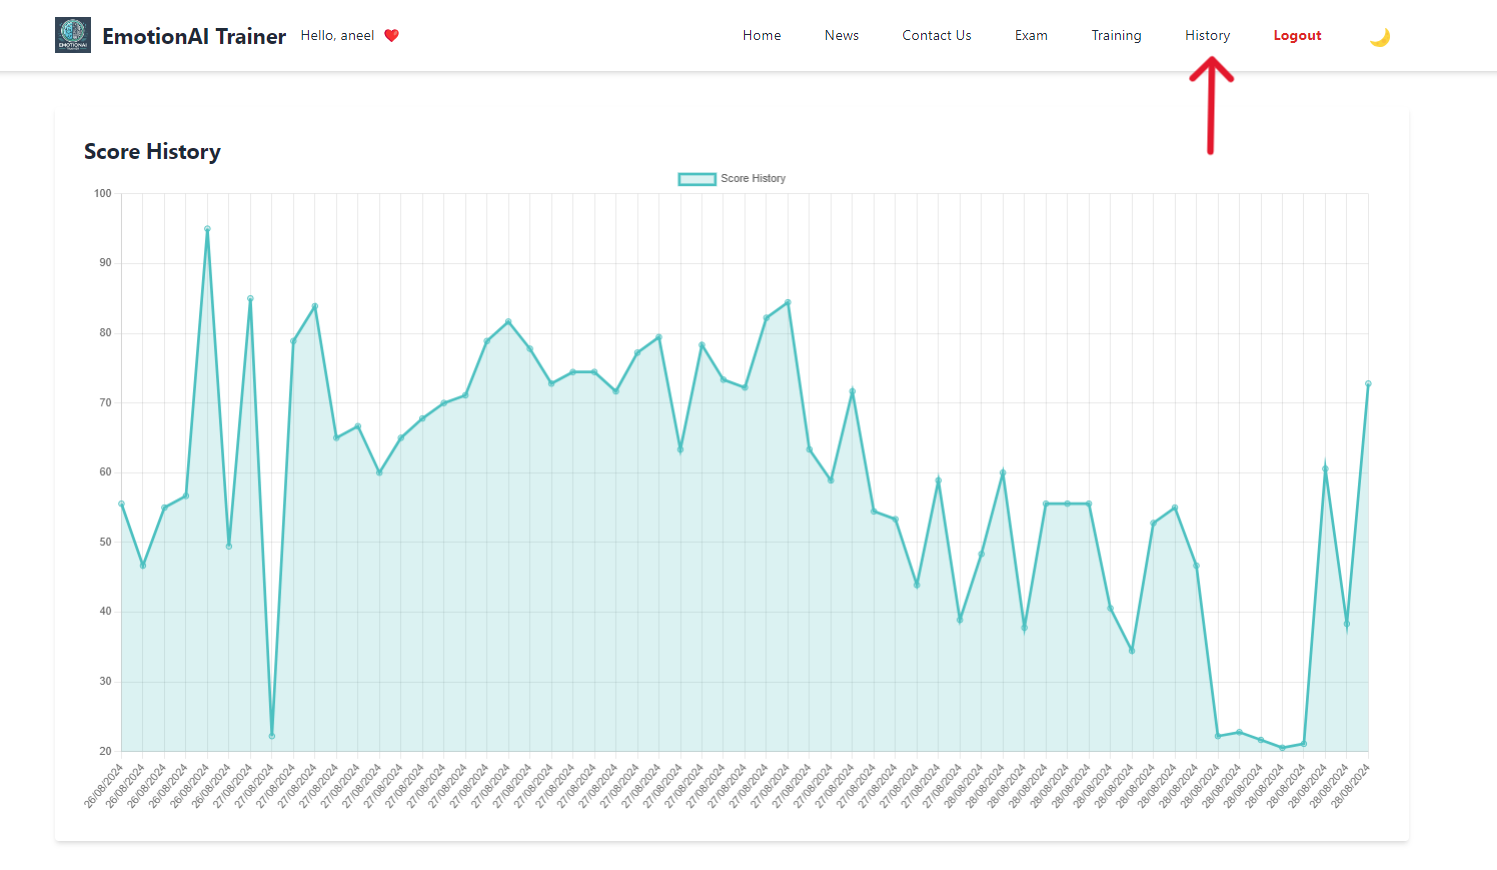 EMOTIONAI
EmotionAI Trainer Hello, aneel Home News Contact Us Exam Training History Logout
Score History
Score History
100
90
80
70
60
50
40
30
20
26/08/2024 26/08/2024 26/08/2024 26/08/2024 26/08/2024 26/08/2024 26/08/2024 27/08/2024 27/08/2024 27/08/2024 27/08/2024 27/08/2024 27/08/2024 27/08/2024 27/08/2024 27/08/2024 27/08/2024 27/08/2024 27/08/2024 27/08/2024 27/08/2024 27/08/2024 27/08/2024 27/08/2024 27/08/2024 27/08/2024 27/08/2024 27/08/2024 27/08/2024 27/08/2024 27/08/2024 27/08/2024 27/08/2024 27/08/2024 27/08/2024 27/08/2024 27/08/2024 27/08/2024 27/08/2024 27/08/2024 28/08/2024 28/08/2024 28/08/2024 28/08/2024 28/08/2024 28/08/2024 28/08/2024 28/08/2024 28/08/2024 28/08/2024 28/08/2024 28/08/2024 28/08/2024 28/08/2024 28/08/2024 28/08/2024 28/08/2024 28/08/2024 28/08/2024